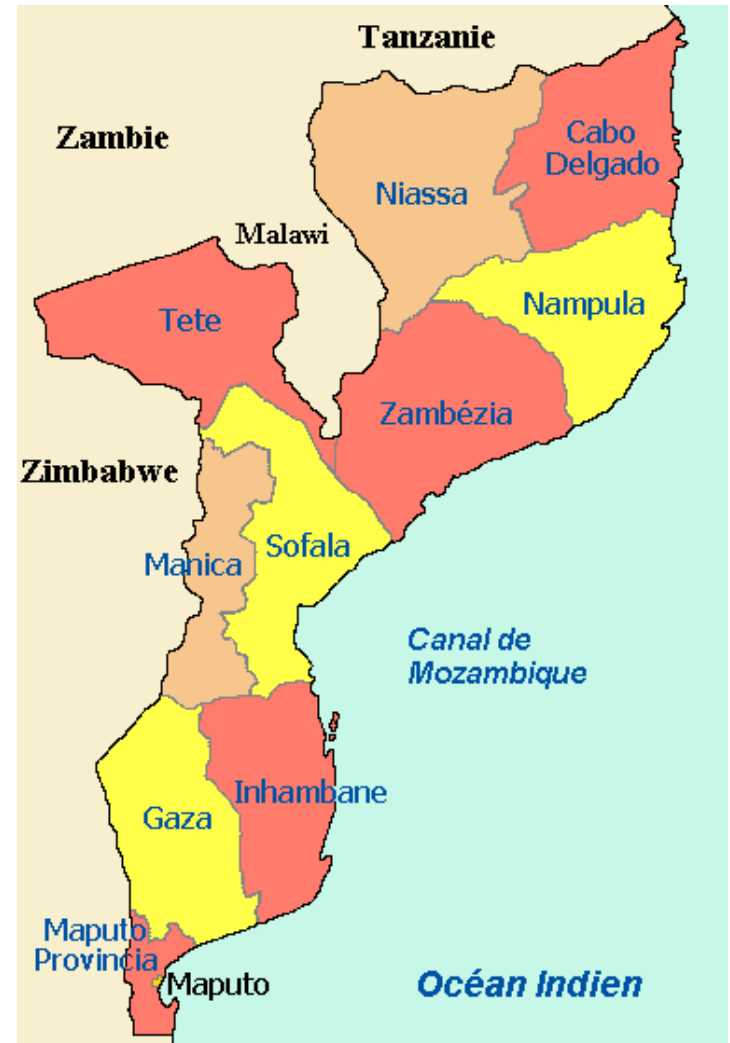 Tanzanie
Zambie
Cabo
Delgado
Niassa
Malawi
Nampula
Tete
Zambézia
Zimbabwe
Sofala
Manica
Canal de
Mozambique
Inhambane
Gaza
Maputo
Provincia
Maputo
Océan Indien